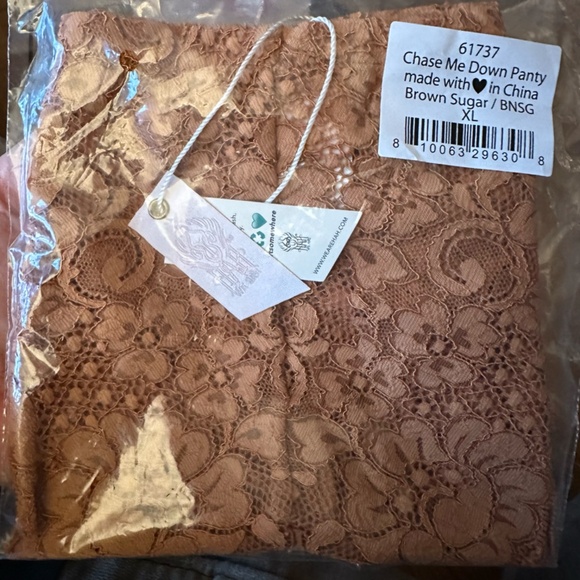 61737
Chase Me Down Panty
made with ♥ in China
Brown Sugar / BNSG
XL
8 10063 29630 8
WWW.WEARSHAH.COM